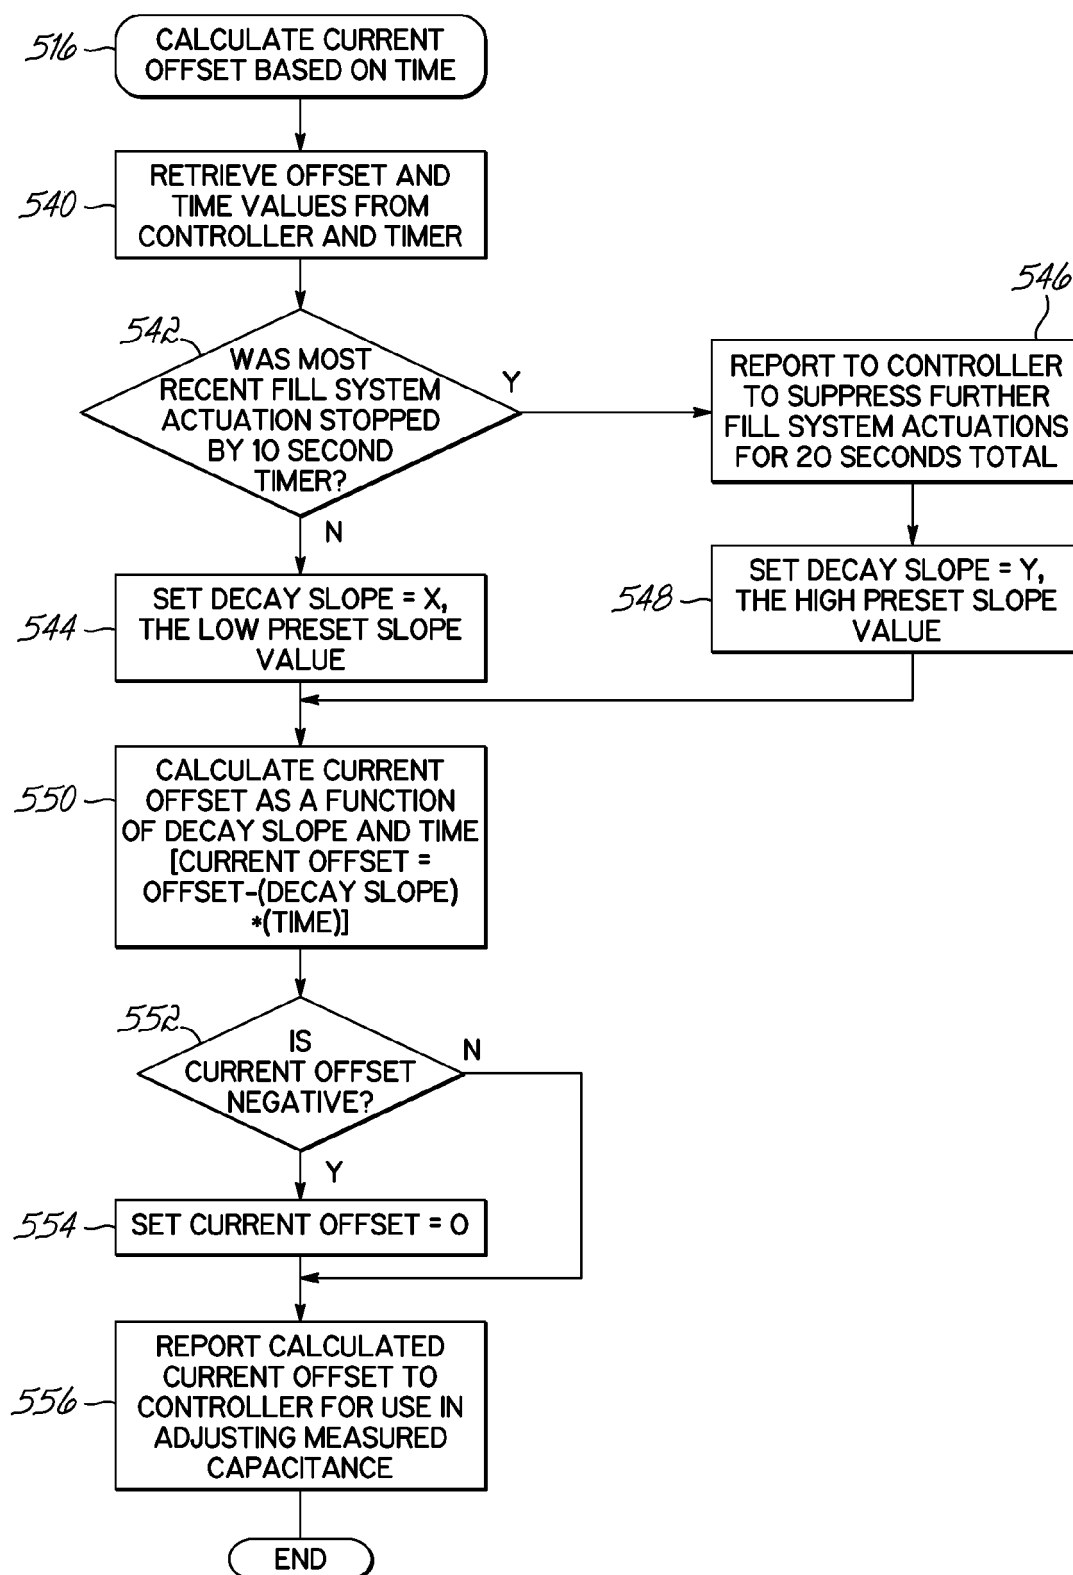 516
CALCULATE CURRENT
OFFSET BASED ON TIME
540
RETRIEVE OFFSET AND
TIME VALUES FROM
CONTROLLER AND TIMER
542
WAS MOST
RECENT FILL SYSTEM
ACTUATION STOPPED
BY 10 SECOND
TIMER?
Y
N
546
REPORT TO CONTROLLER
TO SUPPRESS FURTHER
FILL SYSTEM ACTUATIONS
FOR 20 SECONDS TOTAL
544
SET DECAY SLOPE = X,
THE LOW PRESET SLOPE
VALUE
548
SET DECAY SLOPE = Y,
THE HIGH PRESET SLOPE
VALUE
550
CALCULATE CURRENT
OFFSET AS A FUNCTION
OF DECAY SLOPE AND TIME
[CURRENT OFFSET =
OFFSET-(DECAY SLOPE)
*(TIME)]
552
IS
CURRENT OFFSET
NEGATIVE?
N
Y
554
SET CURRENT OFFSET = 0
556
REPORT CALCULATED
CURRENT OFFSET TO
CONTROLLER FOR USE IN
ADJUSTING MEASURED
CAPACITANCE
END